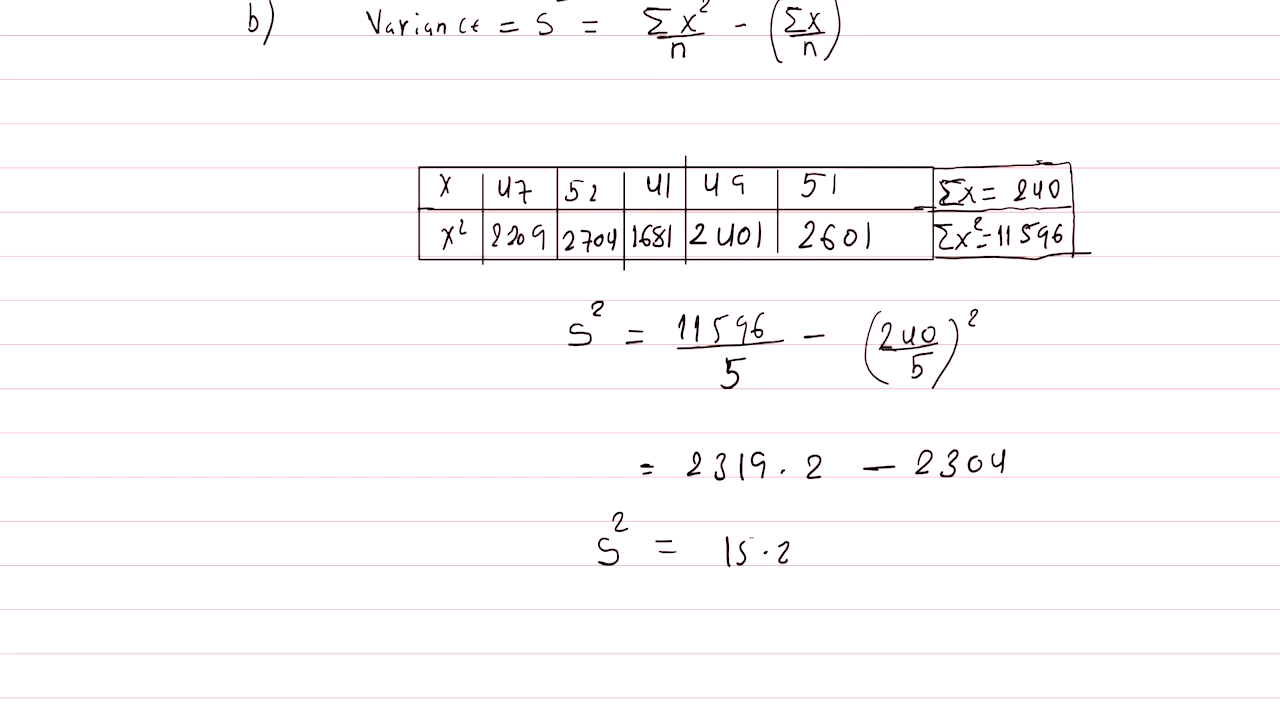 b) Variance = S = Σx²/n - (Σx/n)
x 47 52 41 49 51 Σx = 240
x² 2209 2704 1681 2401 2601 Σx² = 11596
S² = 11596/5 - (240/5)²
= 2319.2 - 2304
S² = 15.2